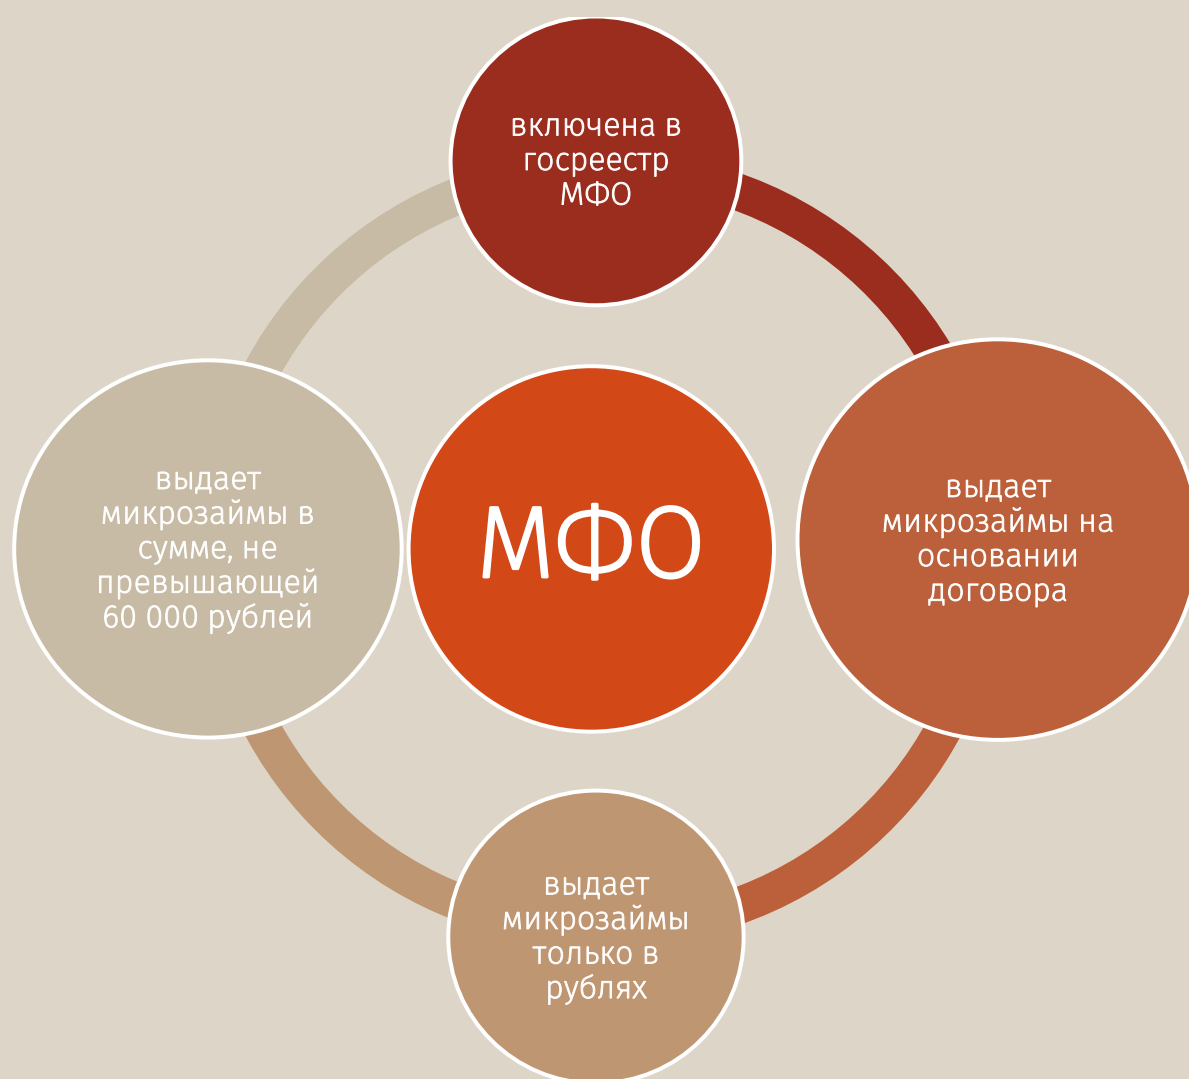 включена в
госреестр
МФО
выдает
микрозаймы в
сумме, не
превышающей
60 000 рублей
МФО
выдает
микрозаймы на
основании
договора
выдает
микрозаймы
только в
рублях